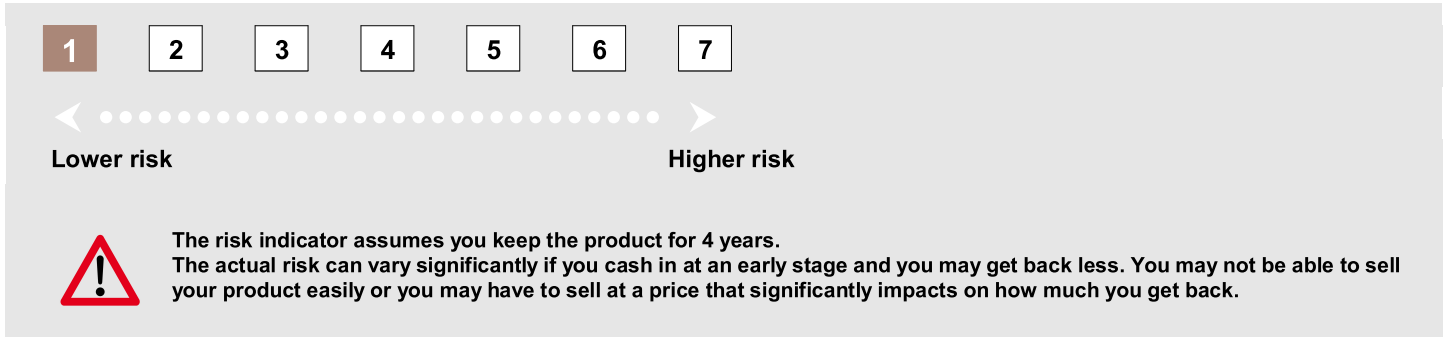 1 2 3 4 5 6 7
Lower risk Higher risk
The risk indicator assumes you keep the product for 4 years.
The actual risk can vary significantly if you cash in at an early stage and you may get back less. You may not be able to sell
your product easily or you may have to sell at a price that significantly impacts on how much you get back.